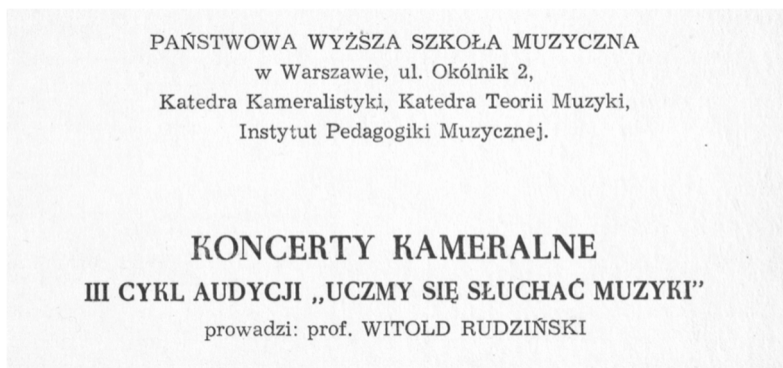 PAŃSTWOWA WYŻSZA SZKOŁA MUZYCZNA
w Warszawie, ul. Okólnik 2,
Katedra Kameralistyki, Katedra Teorii Muzyki,
Instytut Pedagogiki Muzycznej.
KONCERTY KAMERALNE
III CYKL AUDYCJI „UCZMY SIĘ SŁUCHAĆ MUZYKI”
prowadzi: prof. WITOLD RUDZIŃSKI